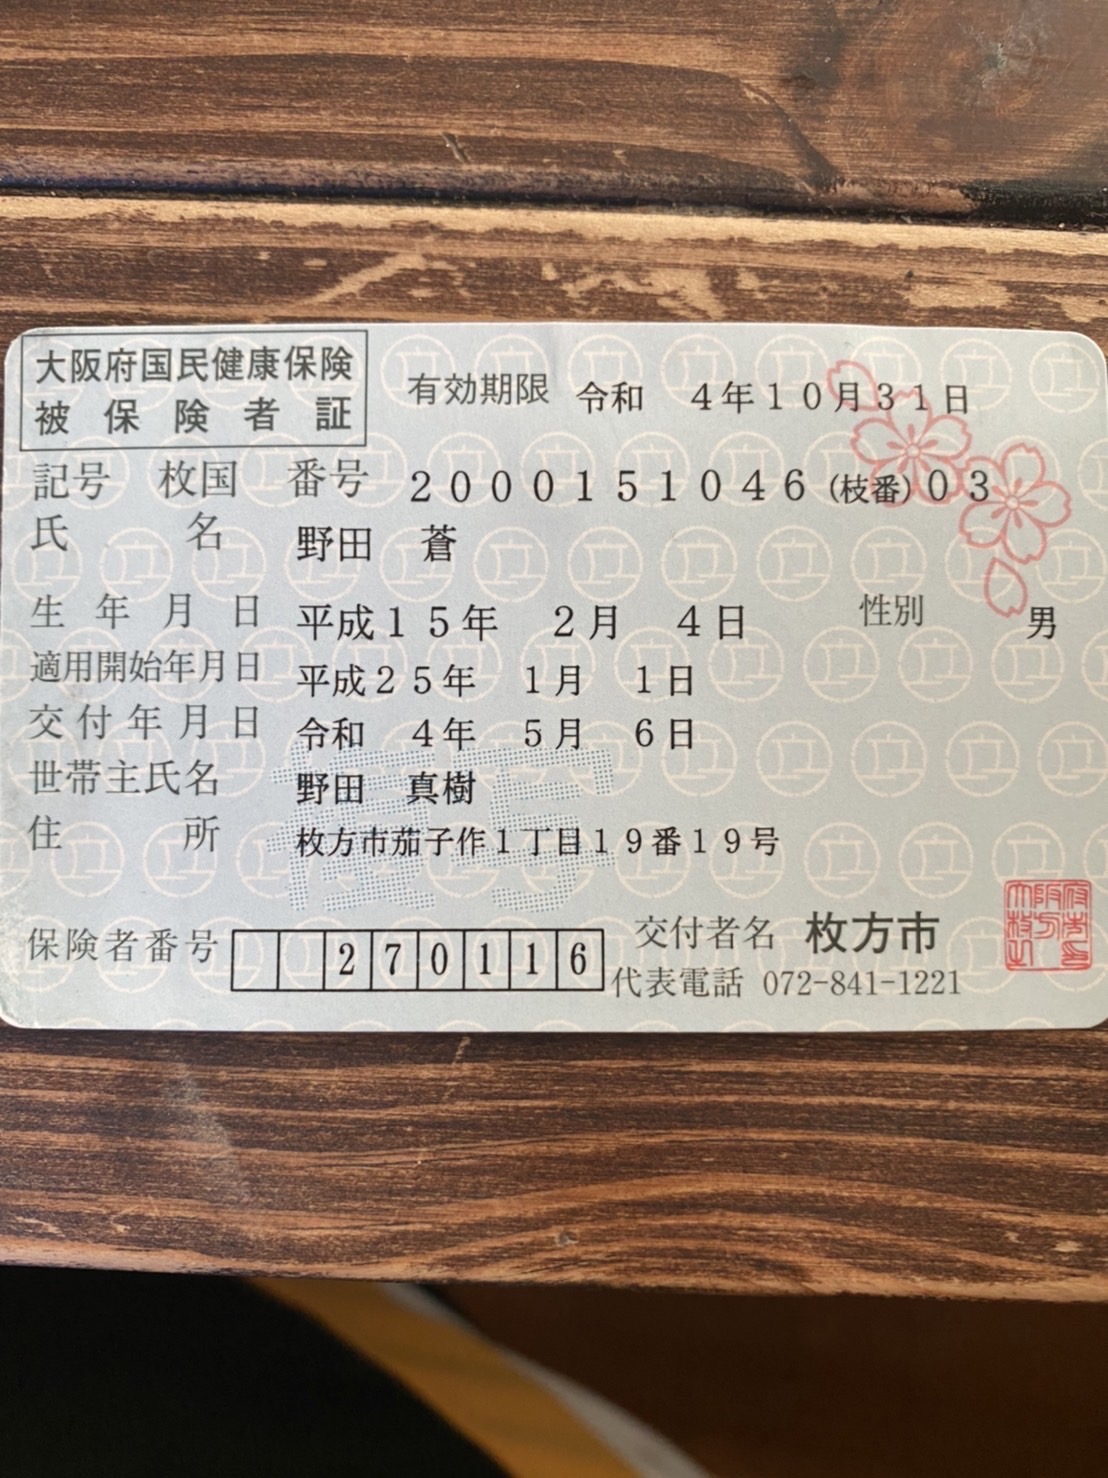 大阪府国民健康保険
被保険者証
有効期限 令和 4年10月31日
記号 枚国 番号 2000151046 (枝番)03
氏名 野田 蒼
生年月日 平成15年 2月 4日 性別 男
適用開始年月日 平成25年 1月 1日
交付年月日 令和 4年 5月 6日
世帯主氏名 野田 真樹
住所 枚方市茄子作1丁目19番19号
複写
保険者番号 270116
交付者名 枚方市
代表電話 072-841-1221